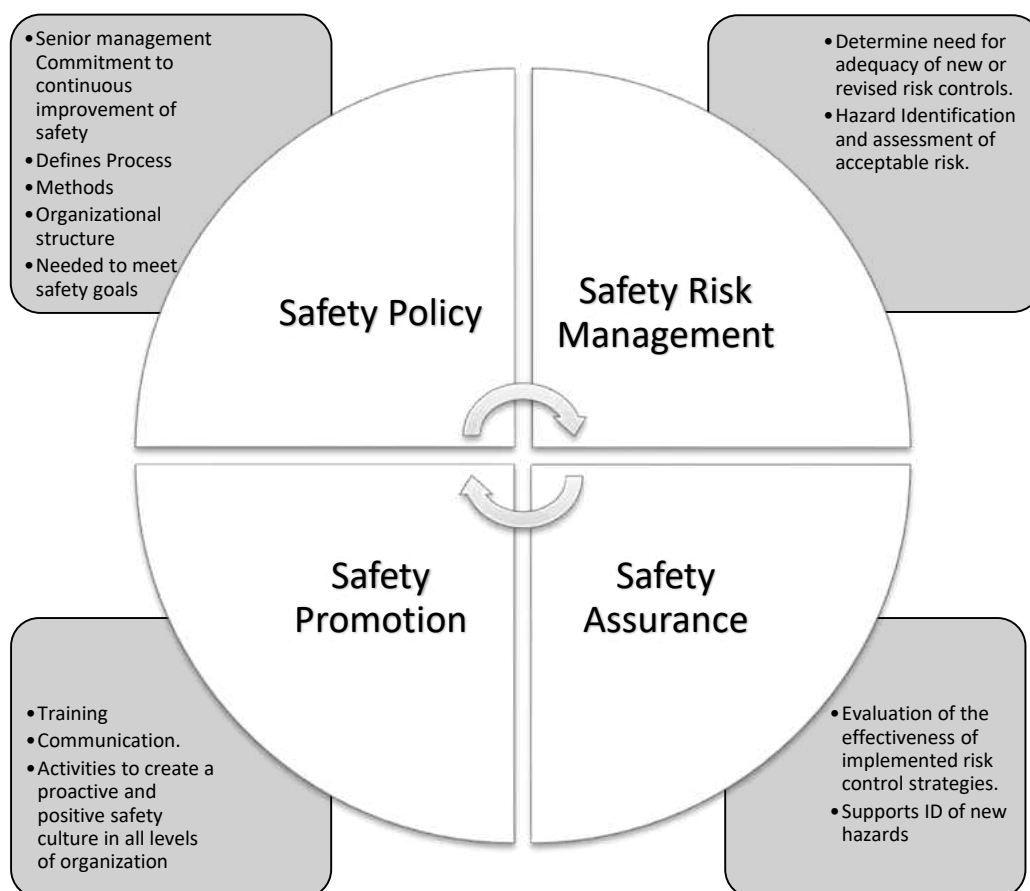 •Senior management
Commitment to
continuous
improvement of
safety
•Defines Process
•Methods
•Organizational
structure
•Needed to meet
safety goals
•Determine need for
adequacy of new or
revised risk controls.
•Hazard Identification
and assessment of
acceptable risk.
Safety Policy
Safety Risk
Management
Safety
Promotion
Safety
Assurance
•Training
•Communication.
•Activities to create a
proactive and
positive safety
culture in all levels
of organization
•Evaluation of the
effectiveness of
implemented risk
control strategies.
•Supports ID of new
hazards